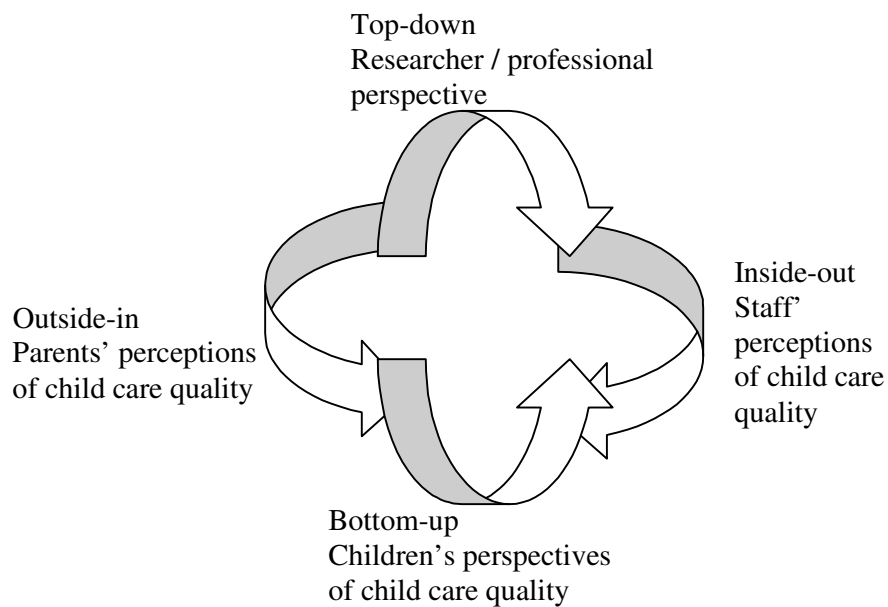 Top-down
Researcher / professional
perspective
Outside-in
Parents’ perceptions
of child care quality
Inside-out
Staff’
perceptions
of child care
quality
Bottom-up
Children’s perspectives
of child care quality